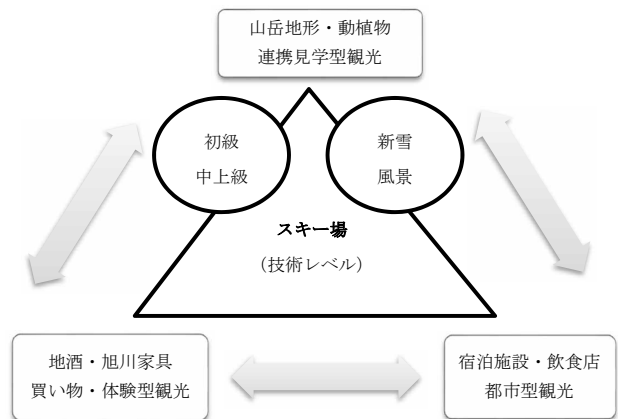 山岳地形・動植物
連携見学型観光
初級
中上級
新雪
風景
スキー場
（技術レベル）
地酒・旭川家具
買い物・体験型観光
宿泊施設・飲食店
都市型観光